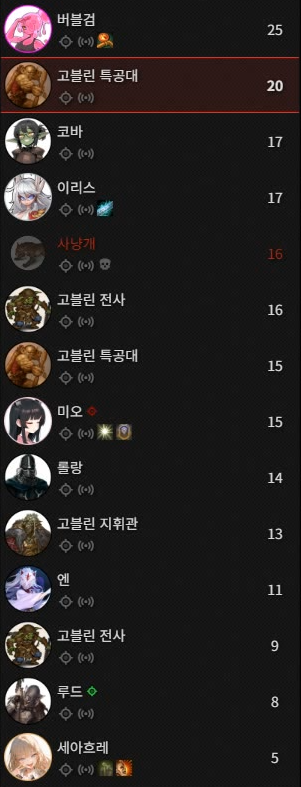 버블검 25
고블린 특공대 20
코바 17
이리스 17
사냥개 16
고블린 전사 16
고블린 특공대 15
미오 15
롤랑 14
고블린 지휘관 13
엔 11
고블린 전사 9
루드 8
세아흐레 5